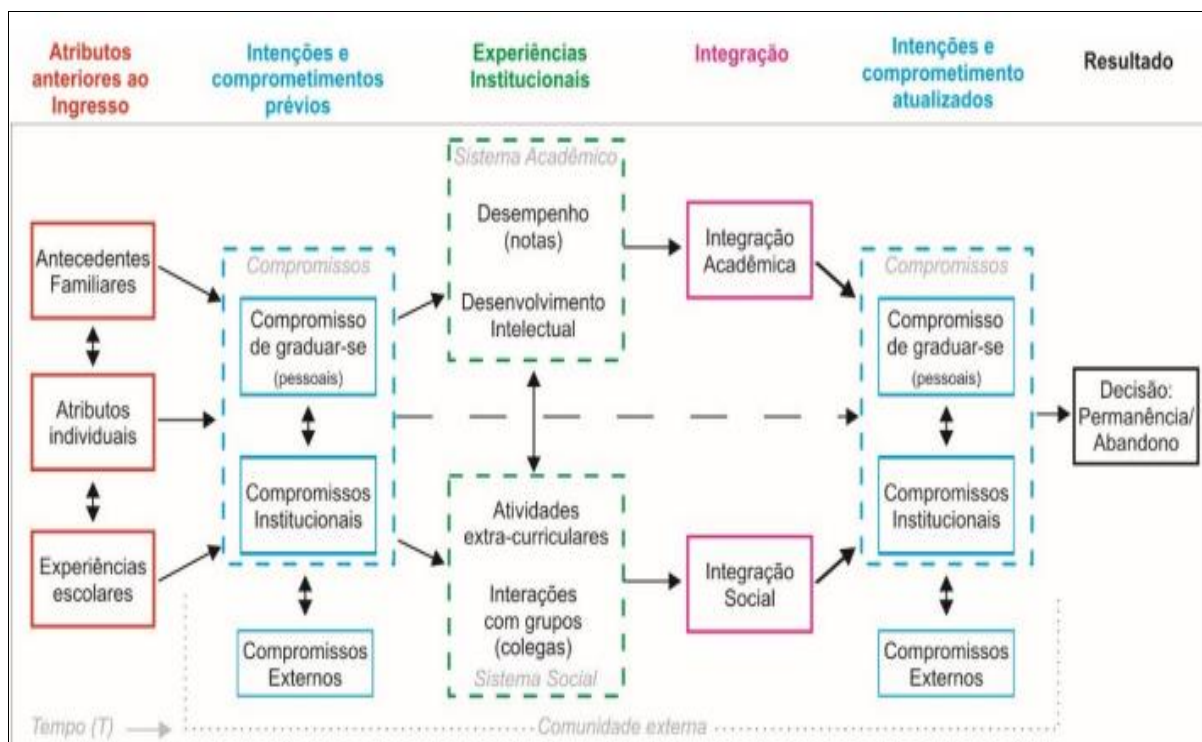 Atributos
anteriores ao
Ingresso
Intenções e
comprometimentos
prévios
Experiências
Institucionais
Integração
Intenções e
comprometimento
atualizados
Resultado
Antecedentes
Familiares
Atributos
individuais
Experiências
escolares
Compromissos
Compromisso
de graduar-se
(pessoais)
Compromissos
Institucionais
Compromissos
Externos
Sistema Acadêmico
Desempenho
(notas)
Desenvolvimento
Intelectual
Atividades
extra-curriculares
Interações
com grupos
(colegas)
Sistema Social
Integração
Acadêmica
Integração
Social
Compromissos
Compromisso
de graduar-se
(pessoais)
Compromissos
Institucionais
Compromissos
Externos
Decisão:
Permanência/
Abandono
Tempo (T)
Comunidade externa